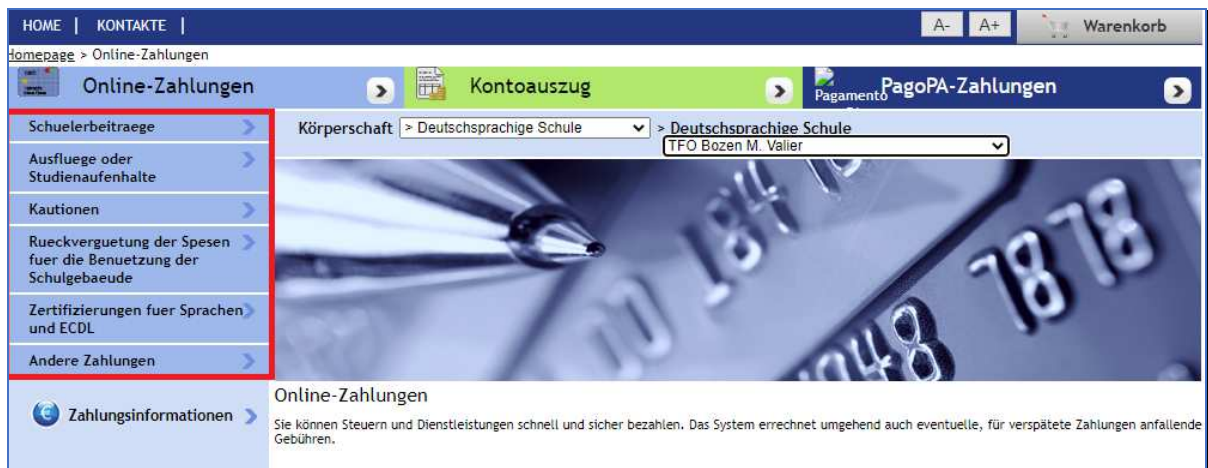 HOME | KONTAKTE |
A- A+ Warenkorb
Homepage > Online-Zahlungen
Online-Zahlungen
Kontoauszug
Pagamento
PagoPA-Zahlungen
Schuelerbeitraege
Ausfluege oder
Studienaufenhalte
Kautionen
Rueckverguetung der Spesen
fuer die Benuetzung der
Schulgebaeude
Zertifizierungen fuer Sprachen
und ECDL
Andere Zahlungen
Zahlungsinformationen
Körperschaft > Deutschsprachige Schule > Deutschsprachige Schule
TFO Bozen M. Valier
Online-Zahlungen
Sie können Steuern und Dienstleistungen schnell und sicher bezahlen. Das System errechnet umgehend auch eventuelle, für verspätete Zahlungen anfallende
Gebühren.